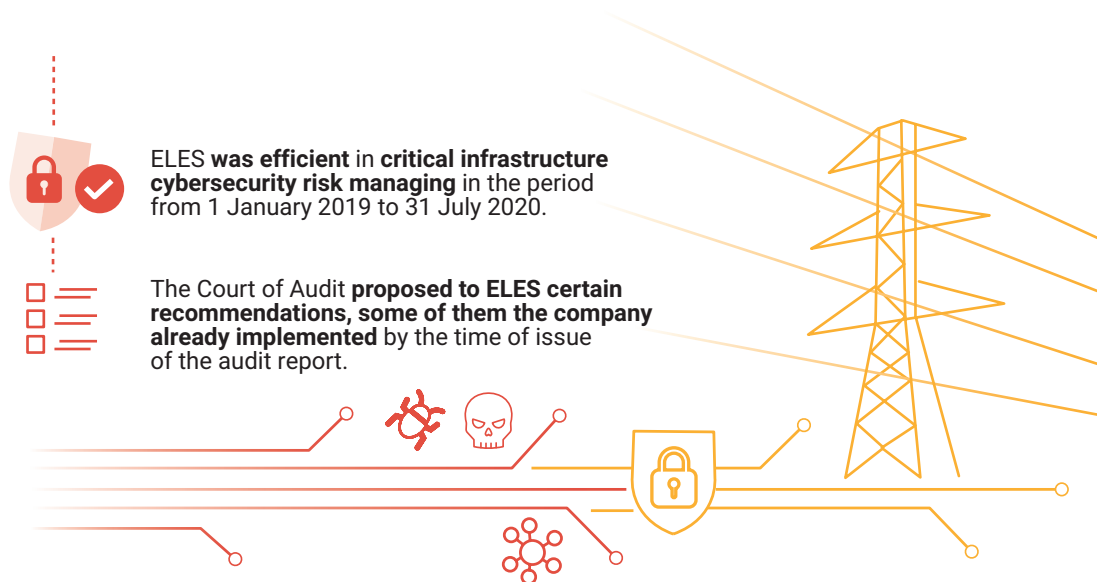 ELES was efficient in critical infrastructure
cybersecurity risk managing in the period
from 1 January 2019 to 31 July 2020.
The Court of Audit proposed to ELES certain
recommendations, some of them the company
already implemented by the time of issue
of the audit report.